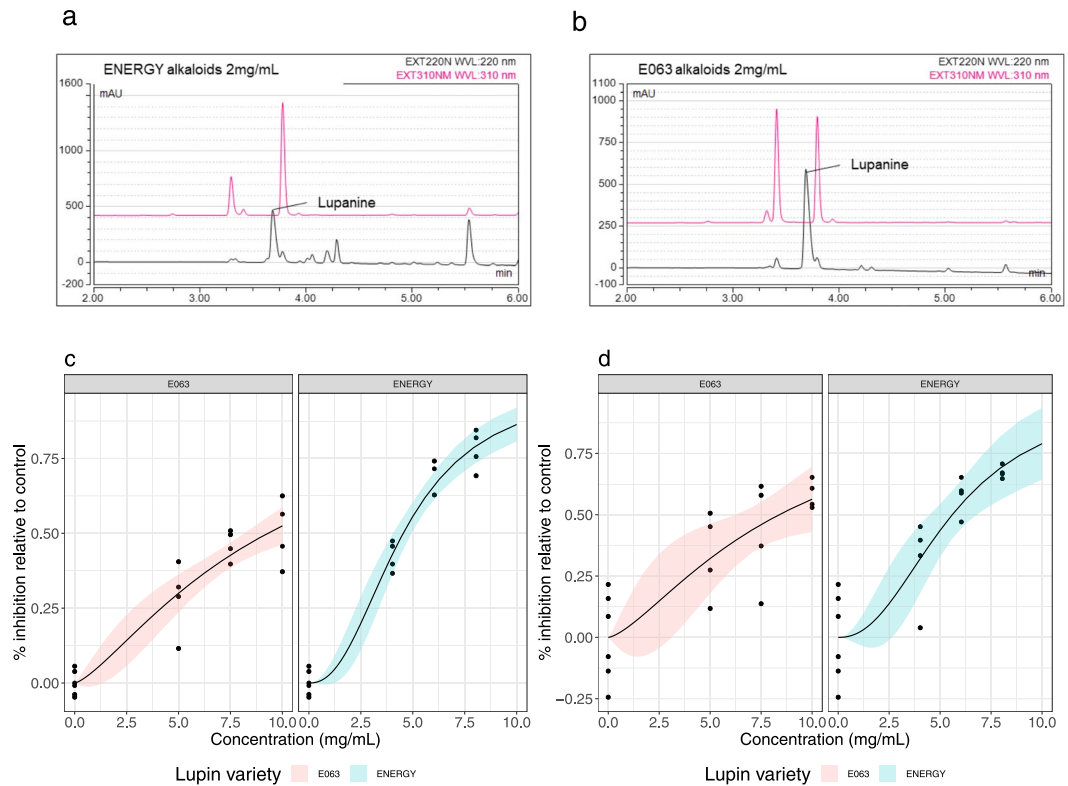 a
ENERGY alkaloids 2mg/mL
EXT220N WVL:220 nm
EXT310NM WVL:310 nm
1600
mAU
1000
500
0
-200
Lupanine
min
2.00 3.00 4.00 5.00 6.00
b
E063 alkaloids 2mg/mL
EXT220N WVL:220 nm
EXT310NM WVL:310 nm
1100
1000
mAU
750
500
250
0
-100
Lupanine
min
2.00 3.00 4.00 5.00 6.00
c
E063 ENERGY
% inhibition relative to control
0.75
0.50
0.25
0.00
0.0 2.5 5.0 7.5 10.0 0.0 2.5 5.0 7.5 10.0
Concentration (mg/mL)
Lupin variety E063 ENERGY
d
E063 ENERGY
% inhibition relative to control
0.75
0.50
0.25
0.00
−0.25
0.0 2.5 5.0 7.5 10.0 0.0 2.5 5.0 7.5 10.0
Concentration (mg/mL)
Lupin variety E063 ENERGY